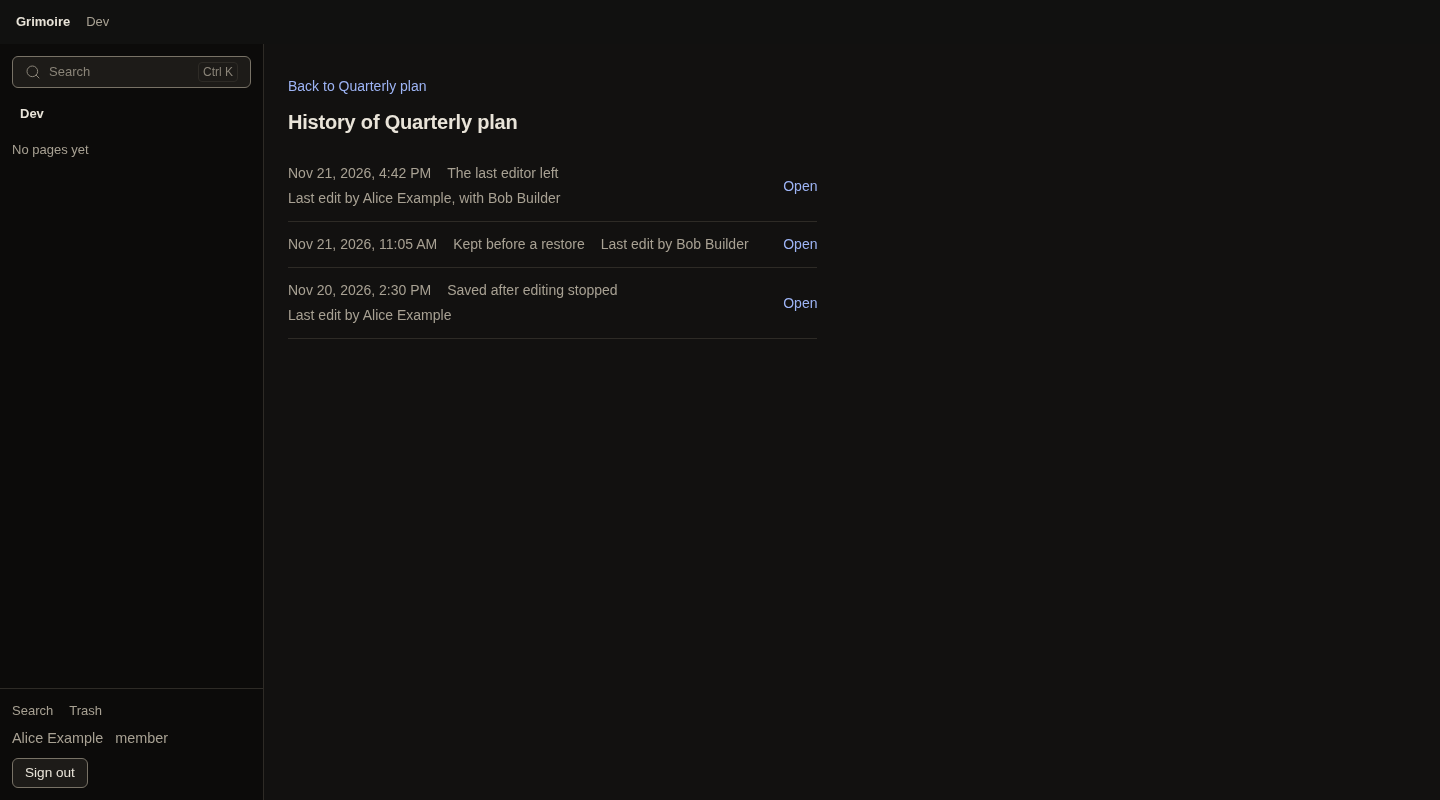 Grimoire Dev
Search Ctrl K
Dev
No pages yet
Back to Quarterly plan
History of Quarterly plan
Nov 21, 2026, 4:42 PM The last editor left
Last edit by Alice Example, with Bob Builder
Open
Nov 21, 2026, 11:05 AM Kept before a restore Last edit by Bob Builder Open
Nov 20, 2026, 2:30 PM Saved after editing stopped
Last edit by Alice Example
Open
Search Trash
Alice Example member
Sign out